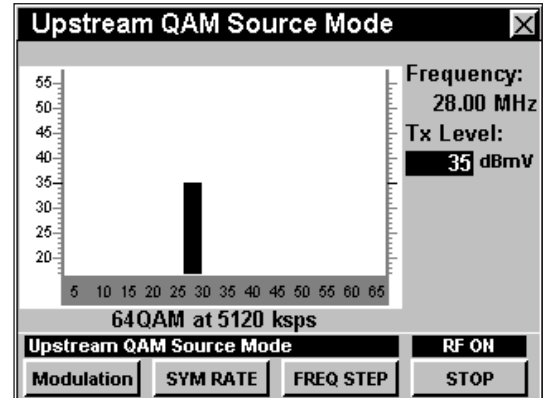 Upstream QAM Source Mode X
Frequency:
28.00 MHz
Tx Level:
35 dBmV
55
50
45
40
35
30
25
20
5 10 15 20 25 30 35 40 45 50 55 60 65
64QAM at 5120 ksps
Upstream QAM Source Mode RF ON
Modulation SYM RATE FREQ STEP STOP